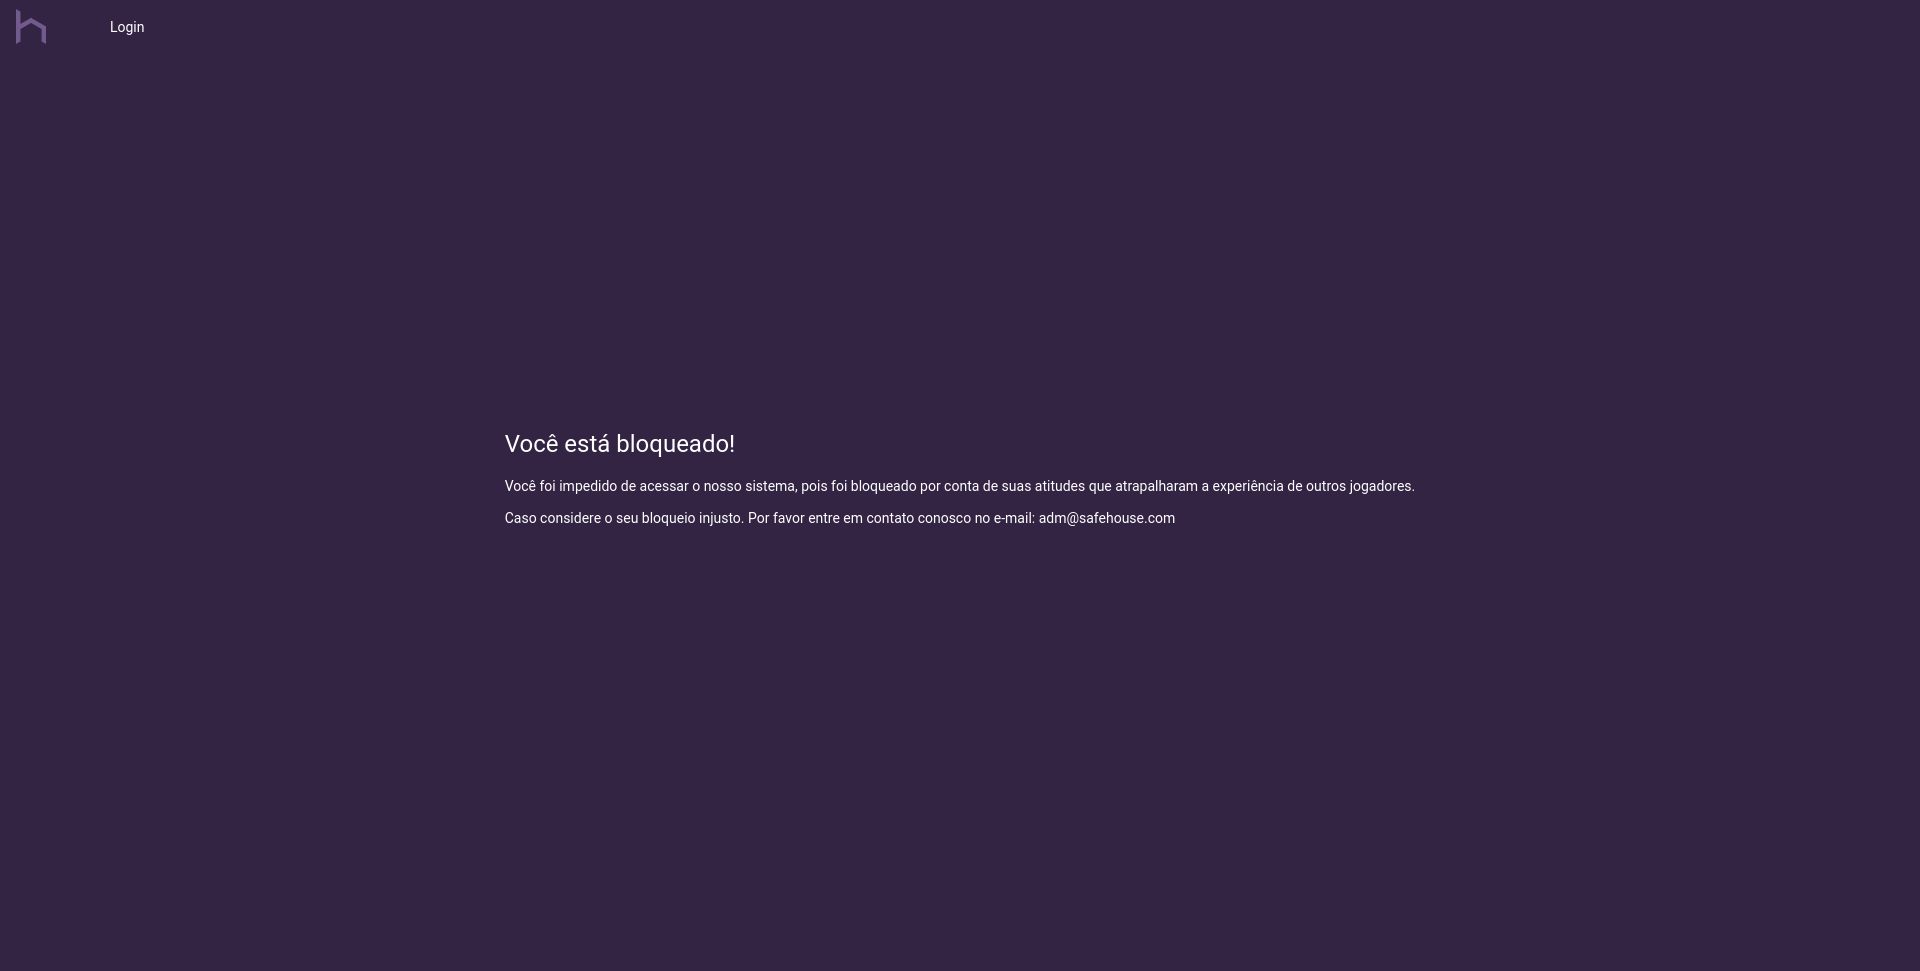 Login
Você está bloqueado!
Você foi impedido de acessar o nosso sistema, pois foi bloqueado por conta de suas atitudes que atrapalharam a experiência de outros jogadores.
Caso considere o seu bloqueio injusto. Por favor entre em contato conosco no e-mail: adm@safehouse.com